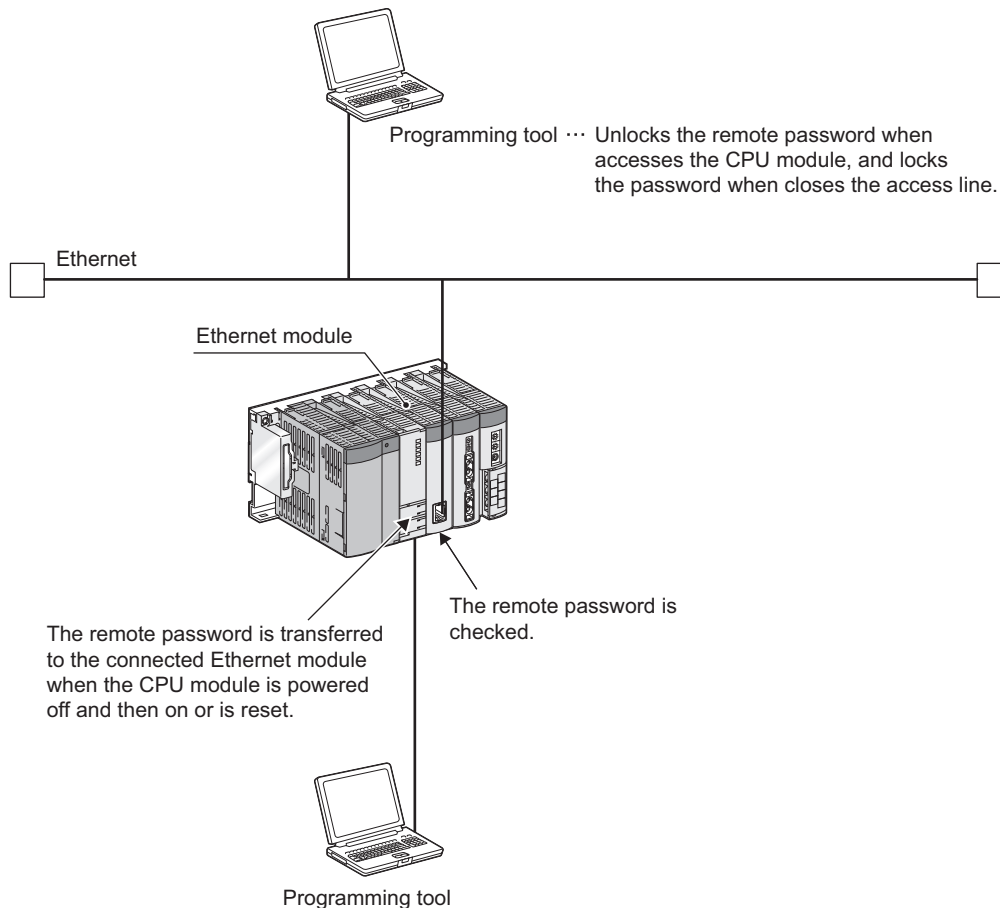 Programming tool ··· Unlocks the remote password when
accesses the CPU module, and locks
the password when closes the access line.
Ethernet
Ethernet module
The remote password is
checked.
The remote password is transferred
to the connected Ethernet module
when the CPU module is powered
off and then on or is reset.
Programming tool